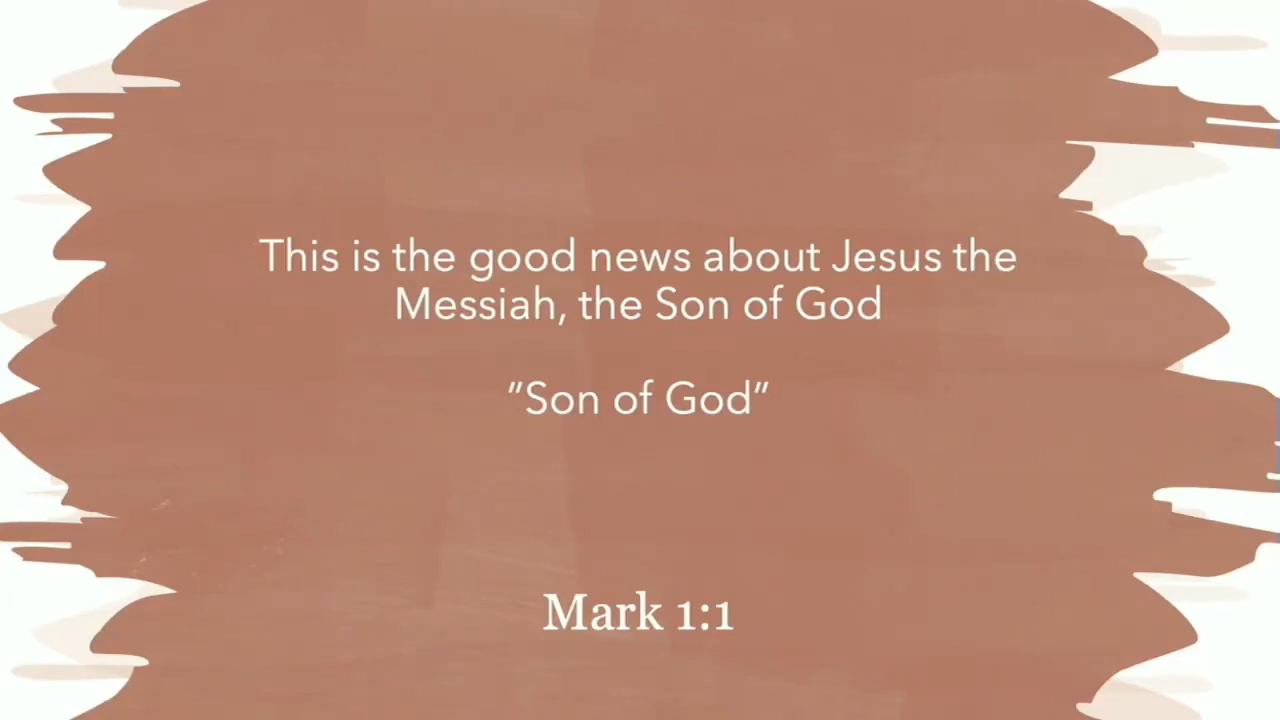 This is the good news about Jesus the
Messiah, the Son of God
”Son of God”
Mark 1:1